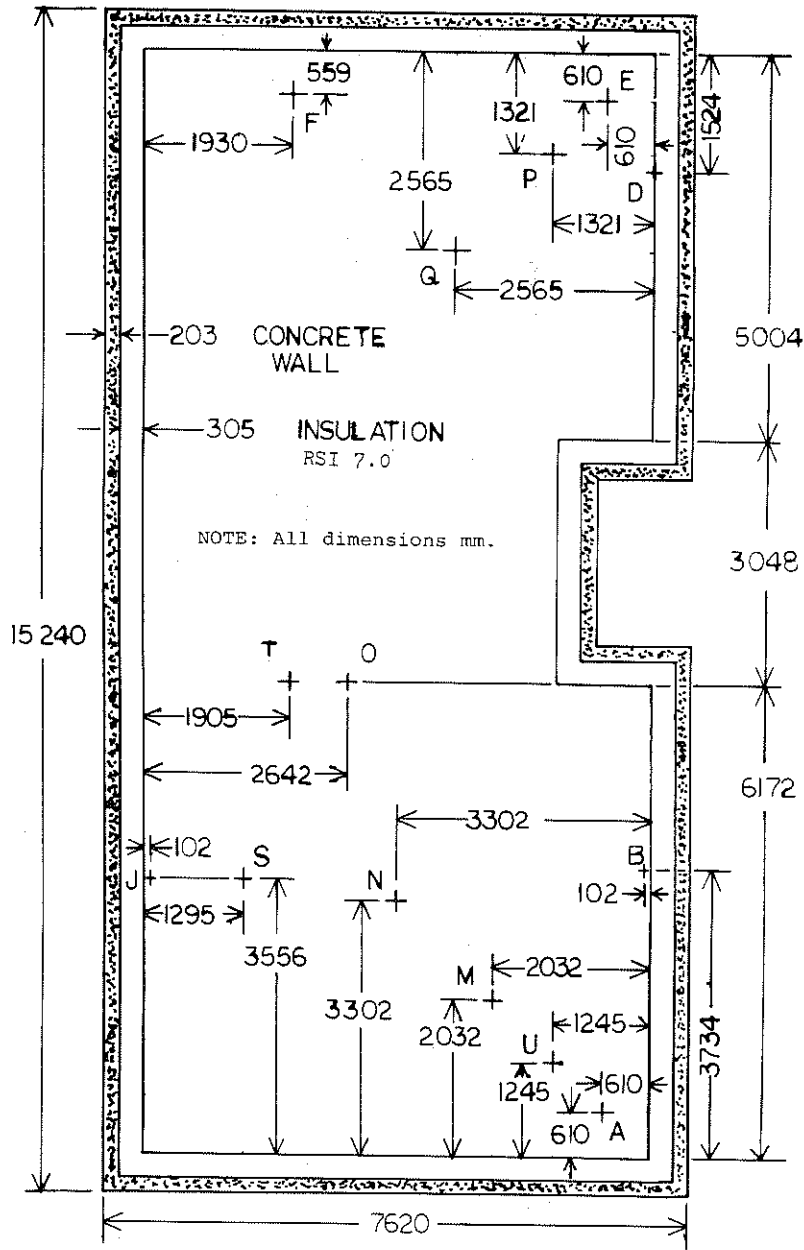 559
610
E
F
1321
1524
1930
610
P
D
2565
1321
Q
2565
203 CONCRETE
WALL
5004
305 INSULATION
RSI 7.0
NOTE: All dimensions mm.
3048
15 240
T
O
1905
2642
6172
3302
102
S
B
J
N
102
1295
3556
2032
M
3302
2032
1245
3734
U
1245
610
610
A
7620